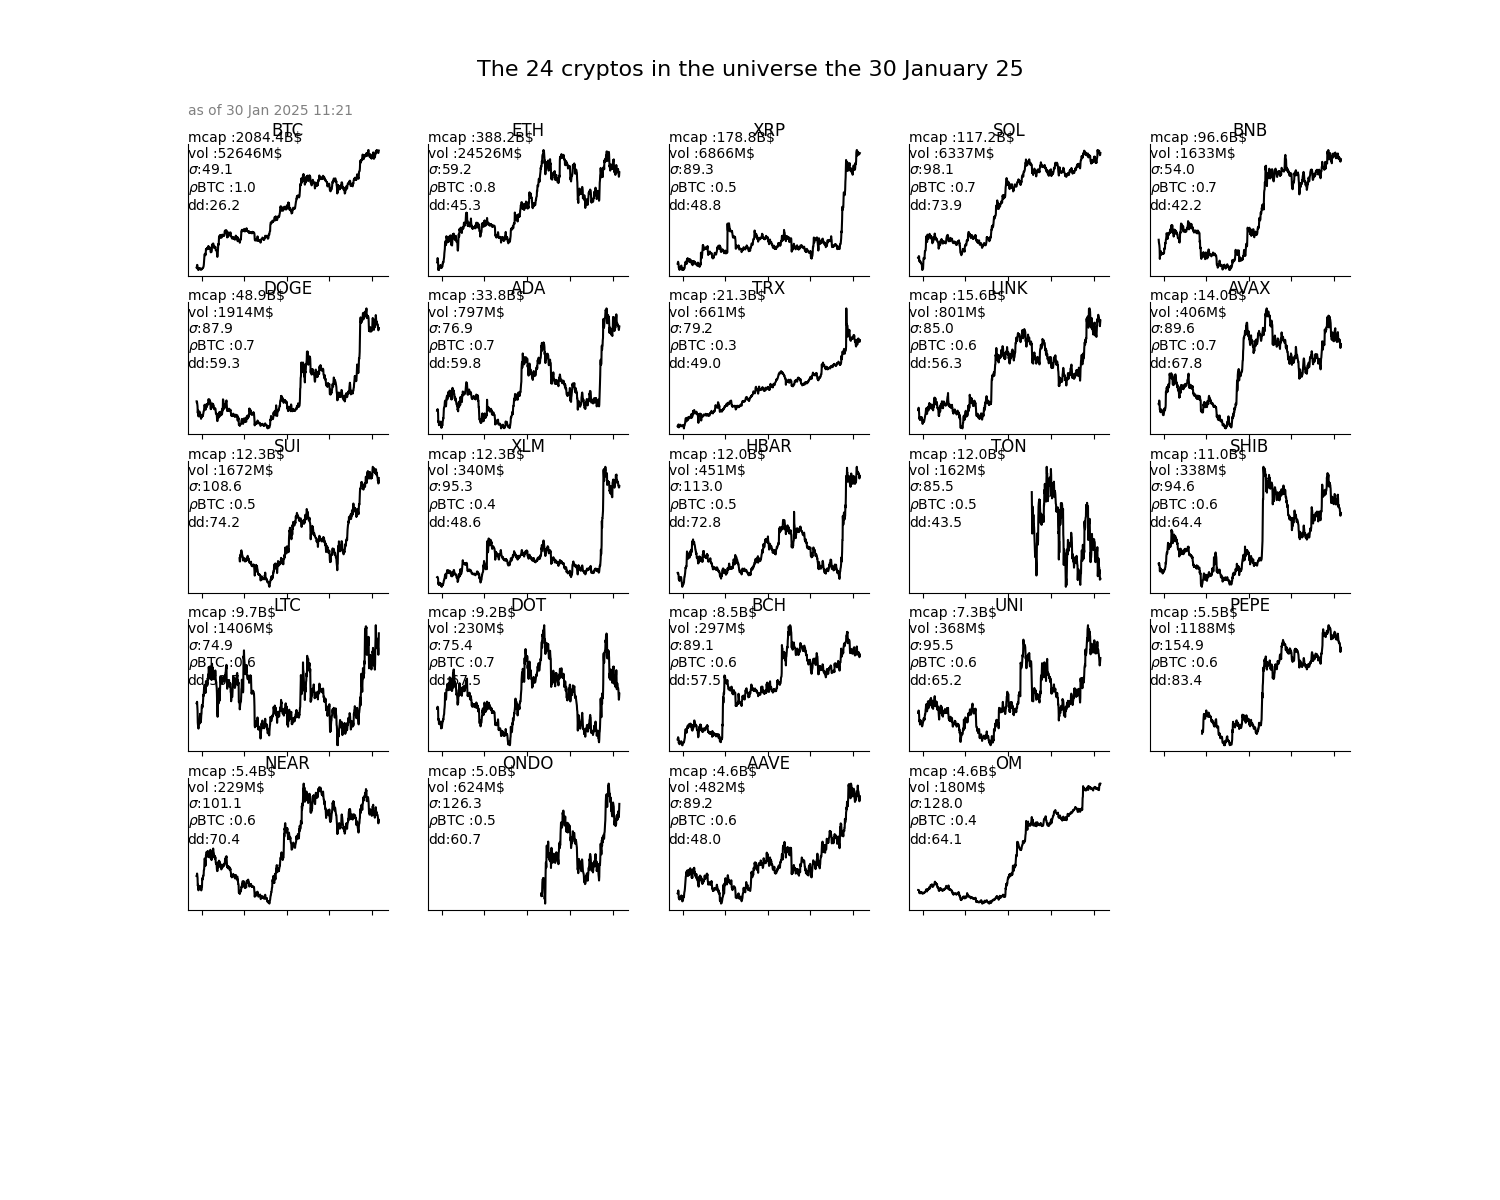 The 24 cryptos in the universe the 30 January 25
as of 30 Jan 2025 11:21
BTC
mcap :2084.4B$
vol :52646M$
σ:49.1
ρBTC :1.0
dd:26.2
ETH
mcap :388.2B$
vol :24526M$
σ:59.2
ρBTC :0.8
dd:45.3
XRP
mcap :178.8B$
vol :6866M$
σ:89.3
ρBTC :0.5
dd:48.8
SOL
mcap :117.2B$
vol :6337M$
σ:98.1
ρBTC :0.7
dd:73.9
BNB
mcap :96.6B$
vol :1633M$
σ:54.0
ρBTC :0.7
dd:42.2
DOGE
mcap :48.9B$
vol :1914M$
σ:87.9
ρBTC :0.7
dd:59.3
ADA
mcap :33.8B$
vol :797M$
σ:76.9
ρBTC :0.7
dd:59.8
TRX
mcap :21.3B$
vol :661M$
σ:79.2
ρBTC :0.3
dd:49.0
LINK
mcap :15.6B$
vol :801M$
σ:85.0
ρBTC :0.6
dd:56.3
AVAX
mcap :14.0B$
vol :406M$
σ:89.6
ρBTC :0.7
dd:67.8
SUI
mcap :12.3B$
vol :1672M$
σ:108.6
ρBTC :0.5
dd:74.2
XLM
mcap :12.3B$
vol :340M$
σ:95.3
ρBTC :0.4
dd:48.6
HBAR
mcap :12.0B$
vol :451M$
σ:113.0
ρBTC :0.5
dd:72.8
TON
mcap :12.0B$
vol :162M$
σ:85.5
ρBTC :0.5
dd:43.5
SHIB
mcap :11.0B$
vol :338M$
σ:94.6
ρBTC :0.6
dd:64.4
LTC
mcap :9.7B$
vol :1406M$
σ:74.9
ρBTC :0.6
DOT
mcap :9.2B$
vol :230M$
σ:75.4
ρBTC :0.7
dd:67.5
BCH
mcap :8.5B$
vol :297M$
σ:89.1
ρBTC :0.6
dd:57.5
UNI
mcap :7.3B$
vol :368M$
σ:95.5
ρBTC :0.6
dd:65.2
PEPE
mcap :5.5B$
vol :1188M$
σ:154.9
ρBTC :0.6
dd:83.4
NEAR
mcap :5.4B$
vol :229M$
σ:101.1
ρBTC :0.6
dd:70.4
ONDO
mcap :5.0B$
vol :624M$
σ:126.3
ρBTC :0.5
dd:60.7
AAVE
mcap :4.6B$
vol :482M$
σ:89.2
ρBTC :0.6
dd:48.0
OM
mcap :4.6B$
vol :180M$
σ:128.0
ρBTC :0.4
dd:64.1